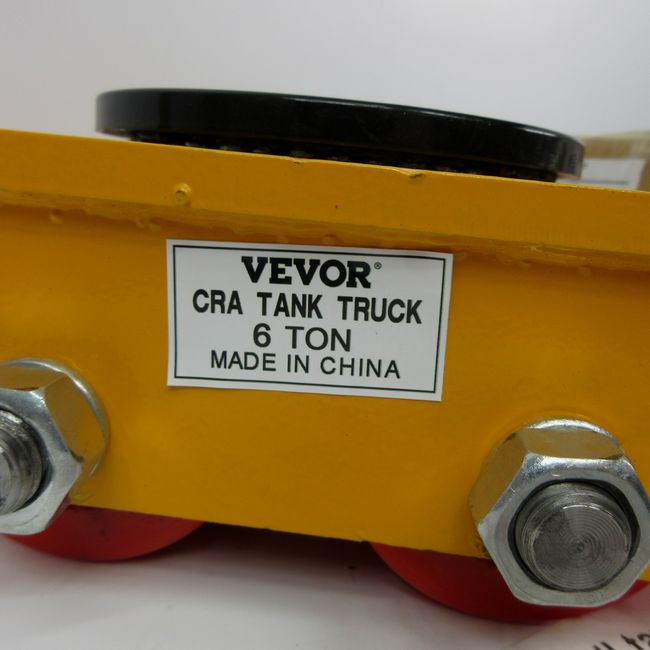 VEVOR®
CRA TANK TRUCK
6 TON
MADE IN CHINA